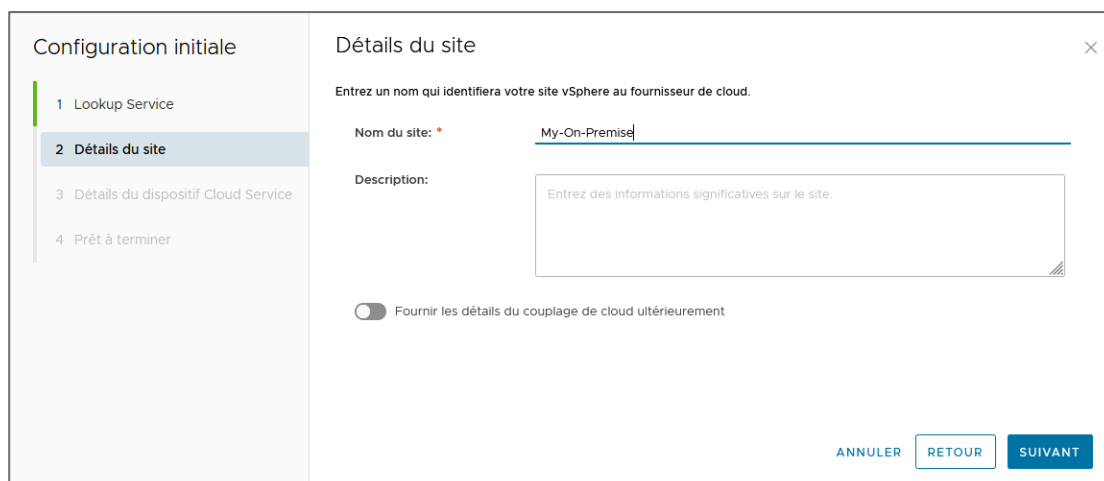 Configuration initiale
1 Lookup Service
2 Détails du site
3 Détails du dispositif Cloud Service
4 Prêt à terminer
Détails du site
Entrez un nom qui identifiera votre site vSphere au fournisseur de cloud.
Nom du site: * My-On-Premise
Description: Entrez des informations significatives sur le site.
Fournir les détails du couplage de cloud ultérieurement
ANNULER RETOUR SUIVANT